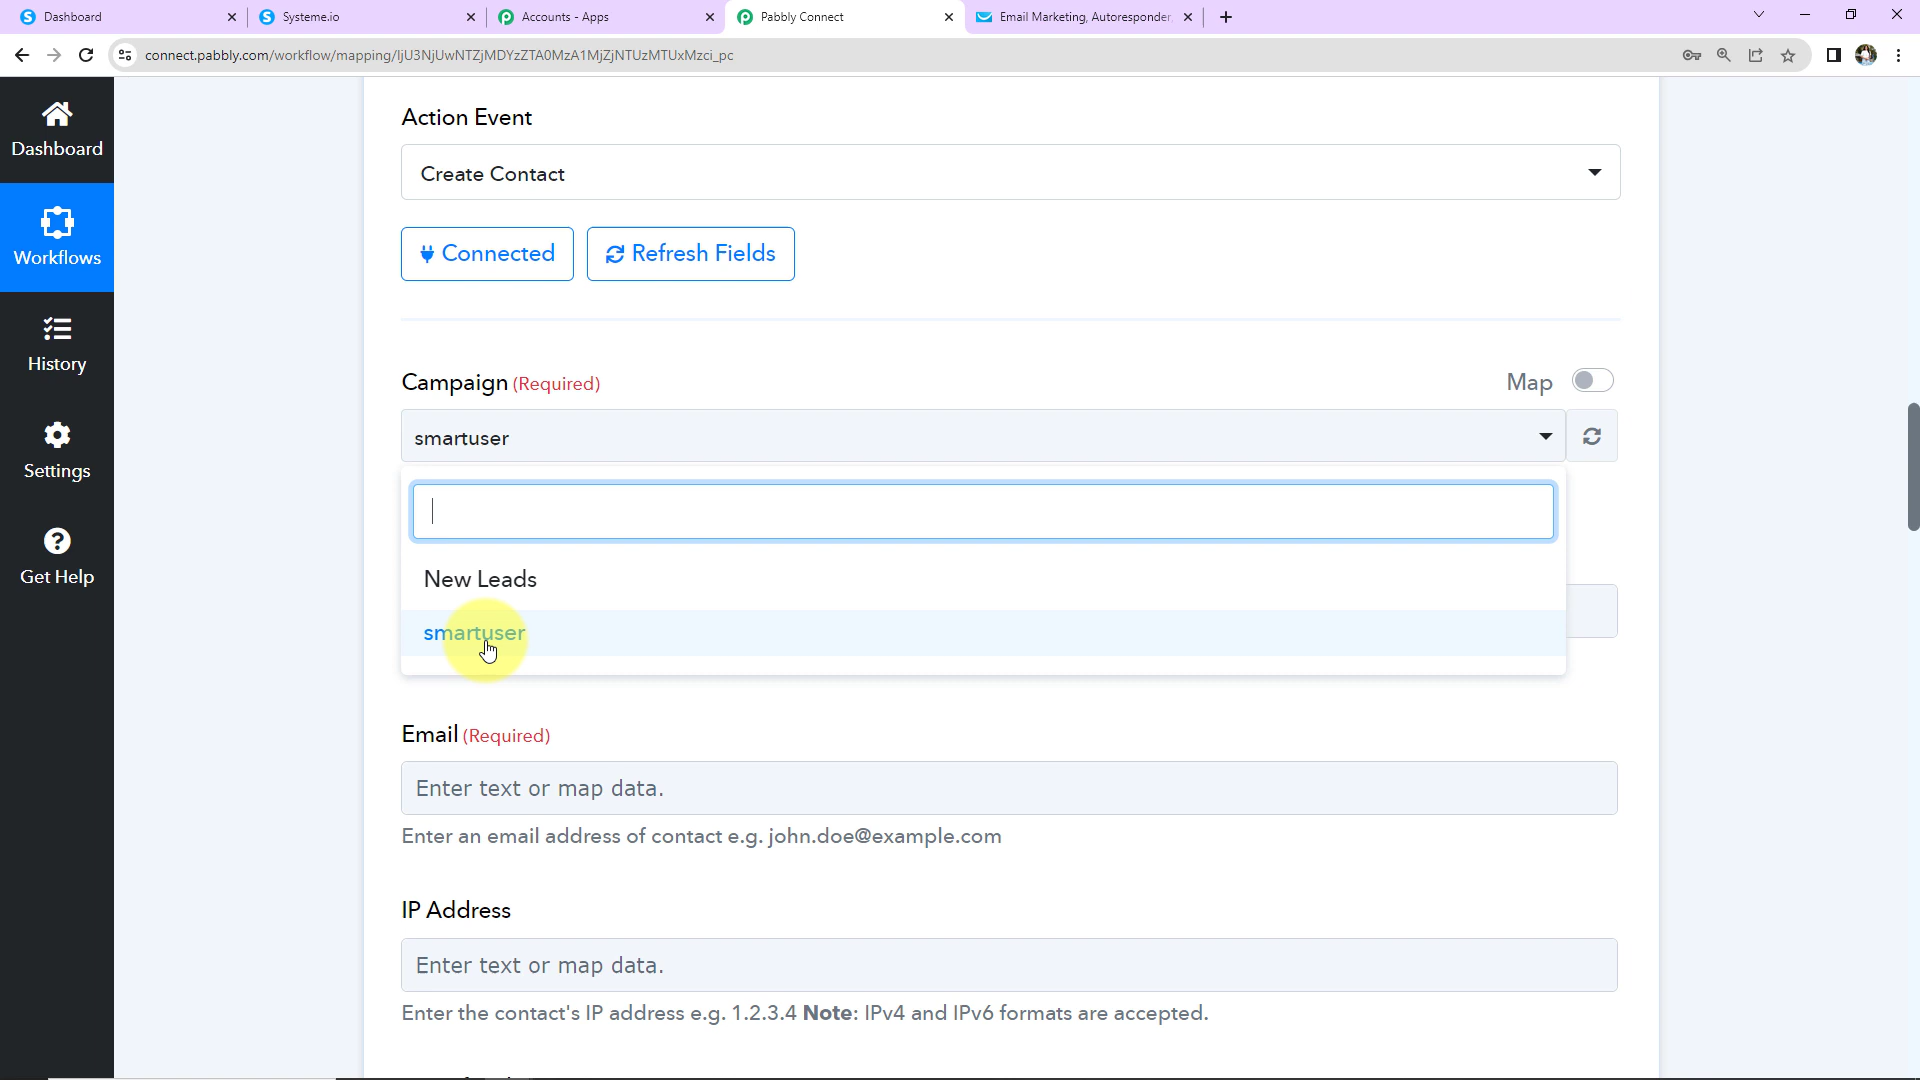 Dashboard
Systeme.io
Accounts - Apps
Pabbly Connect
Email Marketing, Autoresponder
connect.pabbly.com/workflow/mapping/IjU3NjUwNTZjMDYzZTA0MzA1MjZjNTUzMTUxMzci_pc
Dashboard
Workflows
History
Settings
Get Help
Action Event
Create Contact
Connected
Refresh Fields
Campaign (Required)
Map
smartuser
New Leads
smartuser
Email (Required)
Enter text or map data.
Enter an email address of contact e.g. john.doe@example.com
IP Address
Enter text or map data.
Enter the contact's IP address e.g. 1.2.3.4 Note: IPv4 and IPv6 formats are accepted.